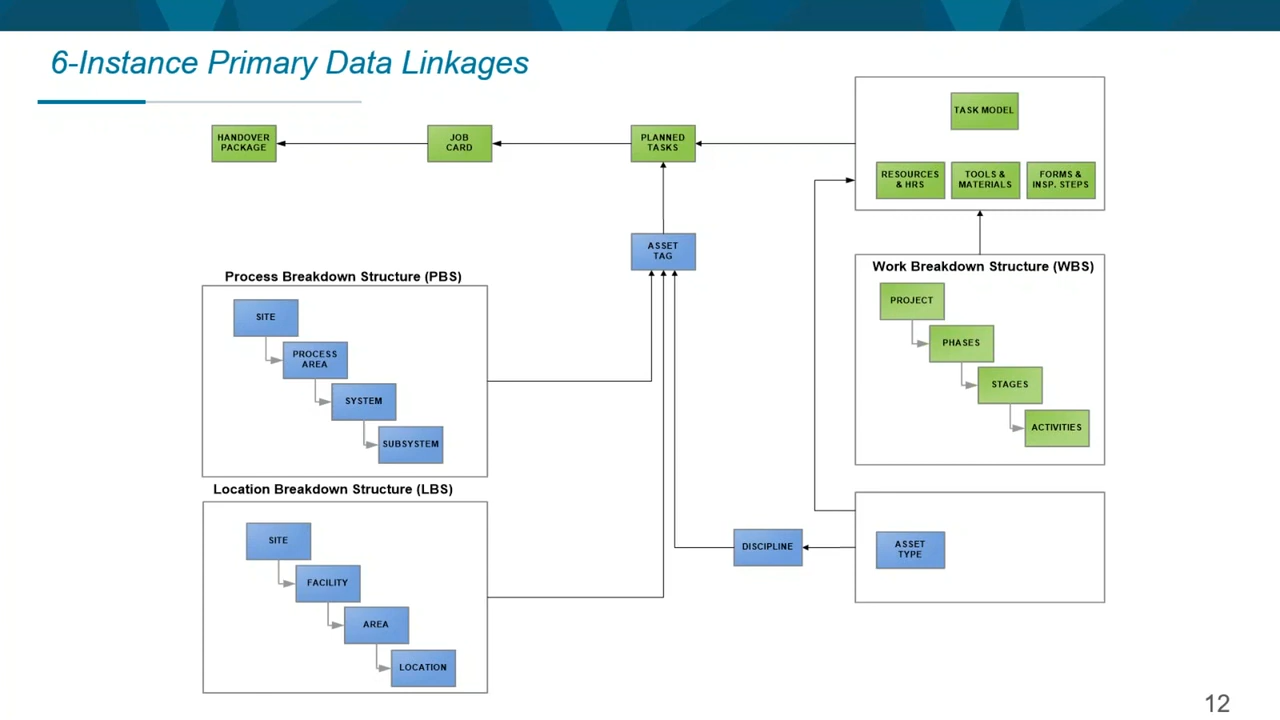 6-Instance Primary Data Linkages
HANDOVER
PACKAGE
JOB
CARD
PLANNED
TASKS
TASK MODEL
RESOURCES
& HRS
TOOLS &
MATERIALS
FORMS &
INSP. STEPS
ASSET
TAG
Process Breakdown Structure (PBS)
SITE
PROCESS
AREA
SYSTEM
SUBSYSTEM
Work Breakdown Structure (WBS)
PROJECT
PHASES
STAGES
ACTIVITIES
Location Breakdown Structure (LBS)
SITE
FACILITY
AREA
LOCATION
DISCIPLINE
ASSET
TYPE
12